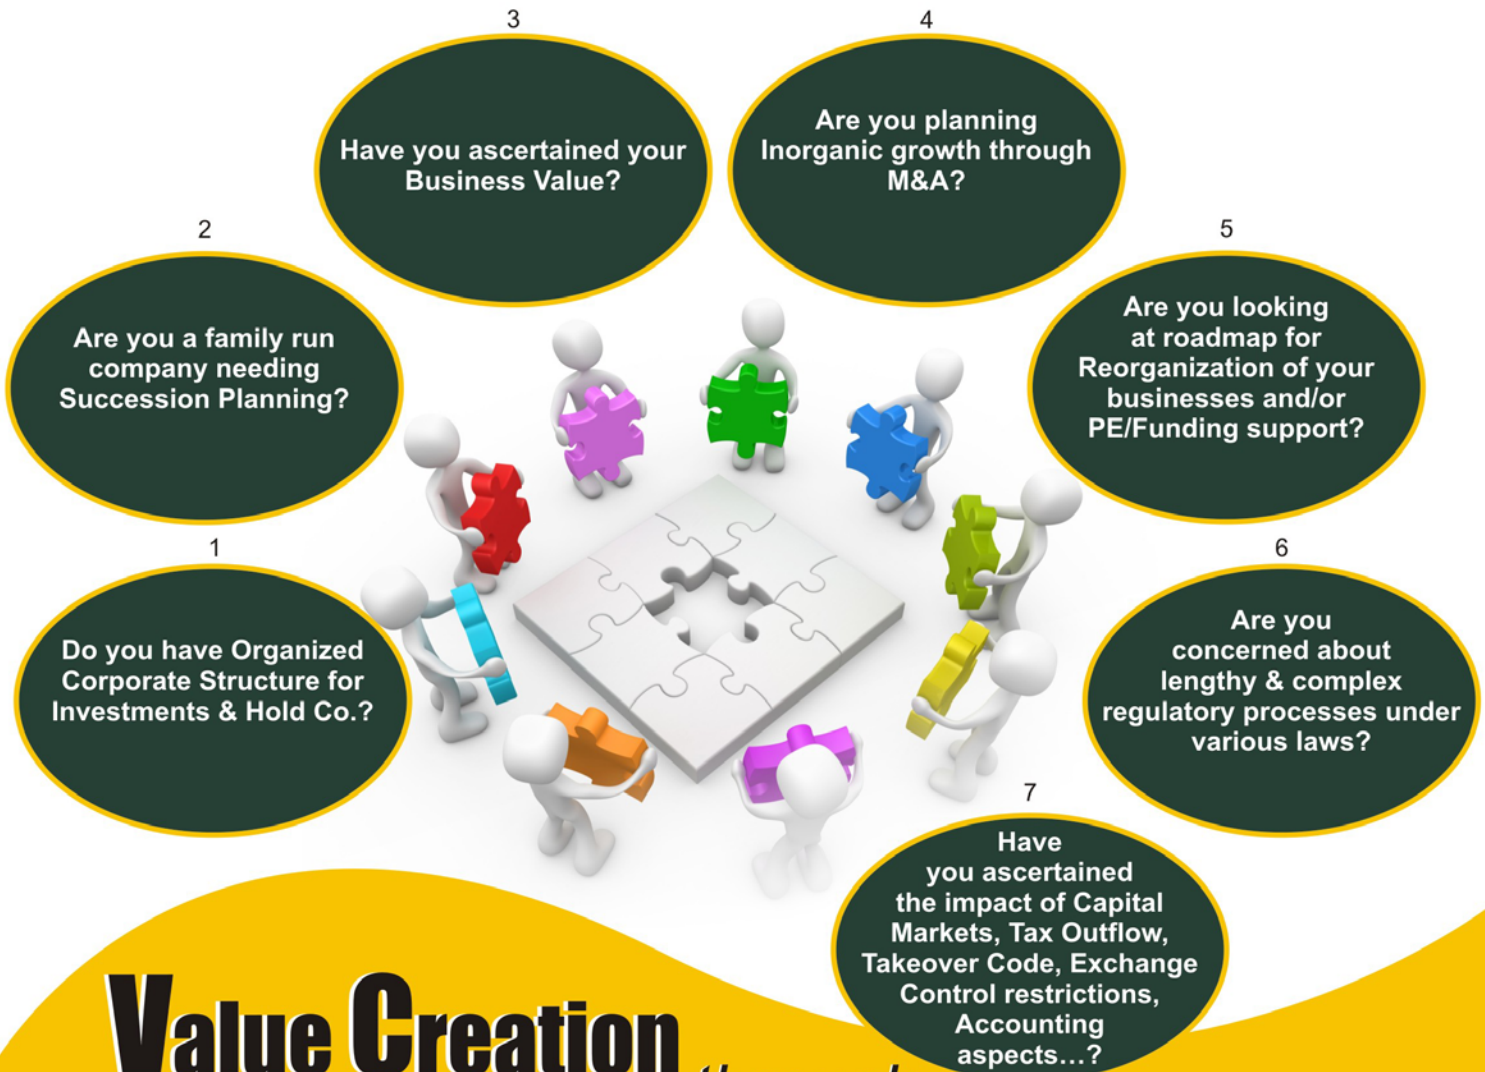 1
Do you have Organized
Corporate Structure for
Investments & Hold Co.?
2
Are you a family run
company needing
Succession Planning?
3
Have you ascertained your
Business Value?
4
Are you planning
Inorganic growth through
M&A?
5
Are you looking
at roadmap for
Reorganization of your
businesses and/or
PE/Funding support?
6
Are you
concerned about
lengthy & complex
regulatory processes under
various laws?
7
Have
you ascertained
the impact of Capital
Markets, Tax Outflow,
Takeover Code, Exchange
Control restrictions,
Accounting
aspects...?
Value Creation